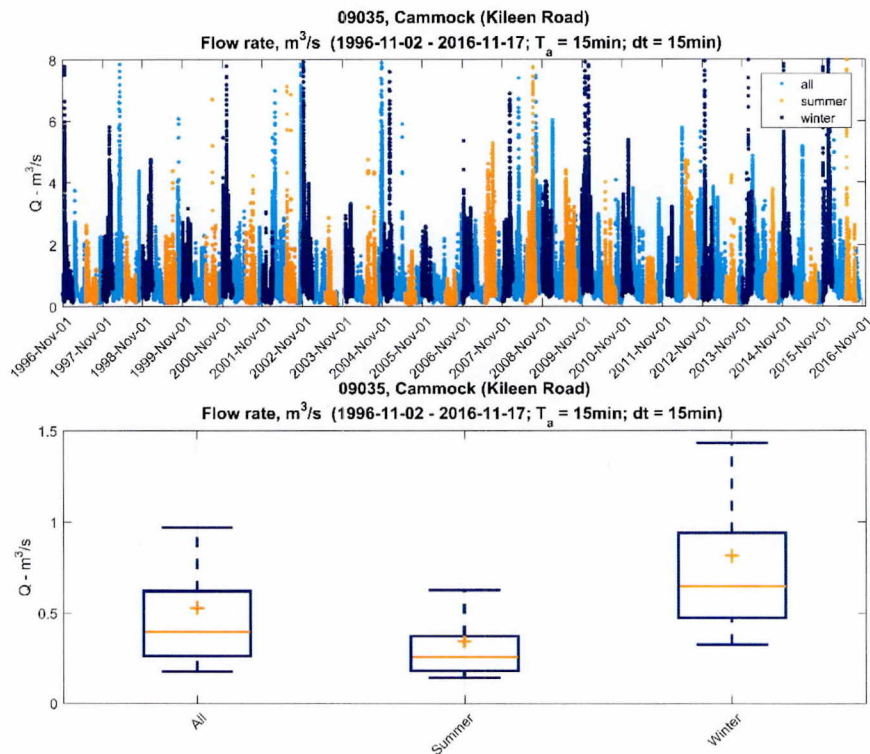 09035, Cammock (Kileen Road)
Flow rate, m³/s (1996-11-02 - 2016-11-17; Tₐ = 15min; dt = 15min)
Q - m³/s
8
6
4
2
0
all
summer
winter
1996-Nov-01
1997-Nov-01
1998-Nov-01
1999-Nov-01
2000-Nov-01
2001-Nov-01
2002-Nov-01
2003-Nov-01
2004-Nov-01
2005-Nov-01
2006-Nov-01
2007-Nov-01
2008-Nov-01
2009-Nov-01
2010-Nov-01
2011-Nov-01
2012-Nov-01
2013-Nov-01
2014-Nov-01
2015-Nov-01
2016-Nov-01
09035, Cammock (Kileen Road)
Flow rate, m³/s (1996-11-02 - 2016-11-17; Tₐ = 15min; dt = 15min)
Q - m³/s
1.5
1
0.5
0
All
Summer
Winter